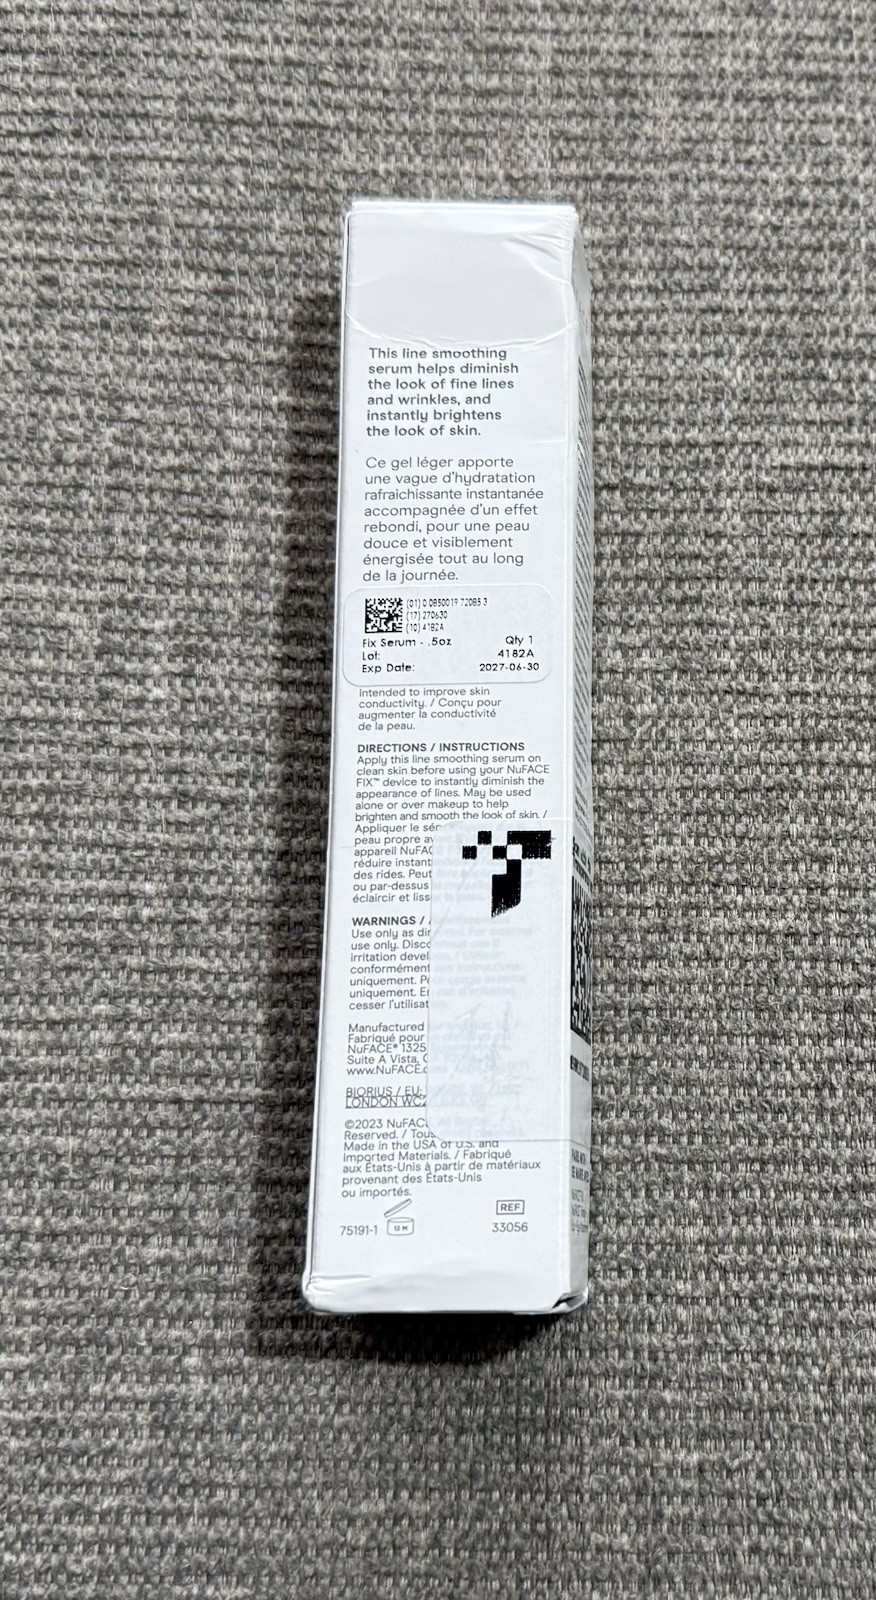 This line smoothing
serum helps diminish
the look of fine lines
and wrinkles, and
instantly brightens
the look of skin.
Ce gel léger apporte
une vague d'hydratation
rafraichissante instantanée
accompagnée d'un effet
rebondi, pour une peau
douce et visiblement
énergisée tout au long
de la journée.
(01) 0 0850019 72085 3
(17) 270630
(10) 4182A
Fix Serum - .5oz Qty 1
Lot: 4182A
Exp Date: 2027-06-30
Intended to improve skin
conductivity. / Conçu pour
augmenter la conductivité
de la peau.
DIRECTIONS / INSTRUCTIONS
Apply this line smoothing serum on
clean skin before using your NuFACE
FIX™ device to instantly diminish the
appearance of lines. May be used
alone or over makeup to help
brighten and smooth the look of skin. /
Appliquer le sér
peau propre av
appareil NuFAC
réduire instant
des rides. Peut
ou par-dessus
éclaircir et liss
WARNINGS /
Use only as dir
use only. Disco
irritation devel
conformément
uniquement. P
uniquement. E
cesser l'utilisat
Manufactured
Fabriqué pour
NuFACE® 1325
Suite A Vista, C
www.NuFACE.c
BIORIUS / EU:
LONDON WC2
©2023 NuFAC
Reserved. / Tous
Made in the USA of U.S. and
Imported Materials. / Fabriqué
aux États-Unis à partir de matériaux
provenant des États-Unis
ou importés.
75191-1 12 M REF
33056